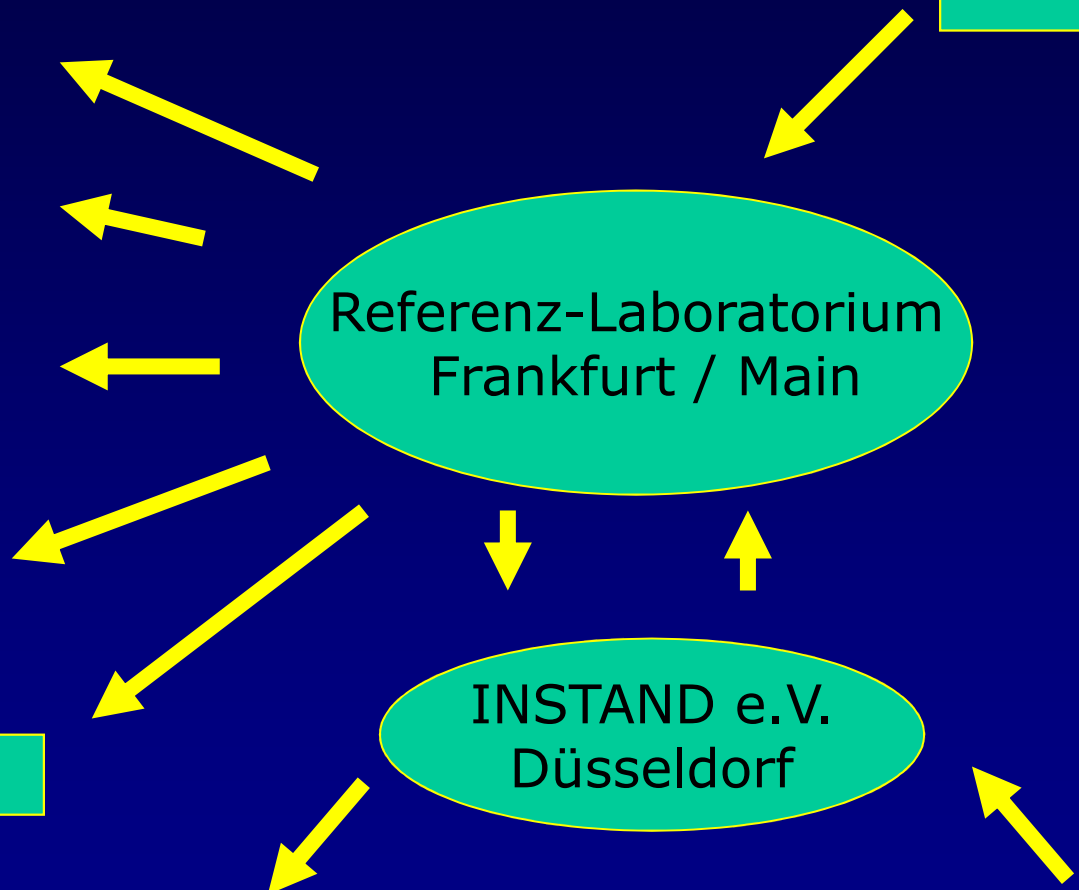 Referenz-Laboratorium
Frankfurt / Main
INSTAND e.V.
Düsseldorf